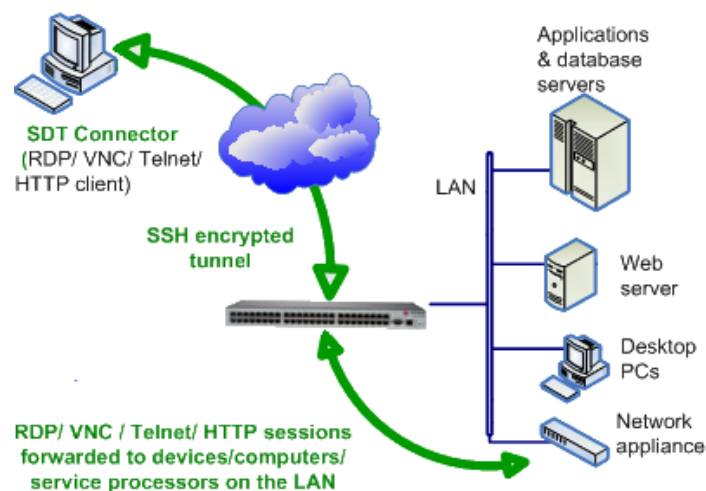 Applications
& database
servers
SDT Connector
(RDP/ VNC/ Telnet/
HTTP client)
LAN
SSH encrypted
tunnel
Web
server
Desktop
PCs
Network
appliance
RDP/ VNC / Telnet/ HTTP sessions
forwarded to devices/computers/
service processors on the LAN